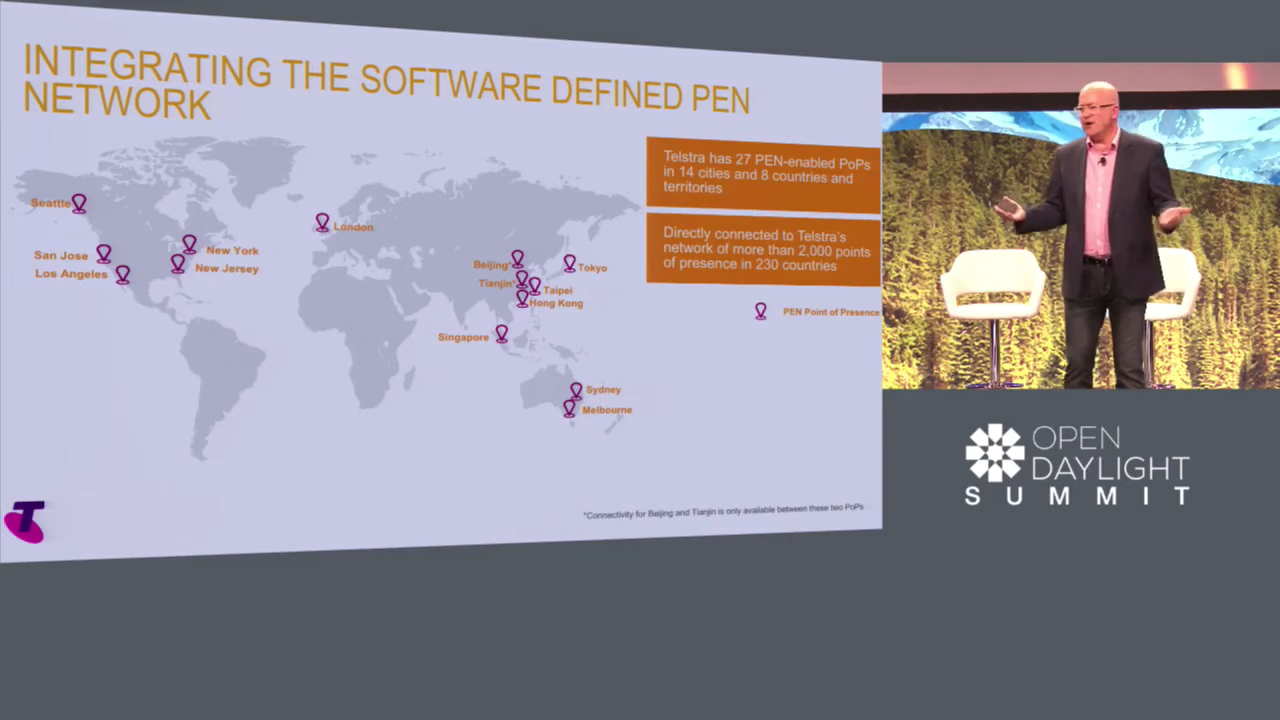 INTEGRATING THE SOFTWARE DEFINED PEN
NETWORK
Telstra has 27 PEN-enabled PoPs
in 14 cities and 8 countries and
territories
Directly connected to Telstra's
network of more than 2,000 points
of presence in 230 countries
PEN Point of Presence
Seattle
London
San Jose
New York
Los Angeles
New Jersey
Beijing*
Tokyo
Tianjin*
Taipei
Hong Kong
Singapore
Sydney
Melbourne
*Connectivity for Beijing and Tianjin is only available between these two PoPs
T
OPEN
DAYLIGHT
SUMMIT